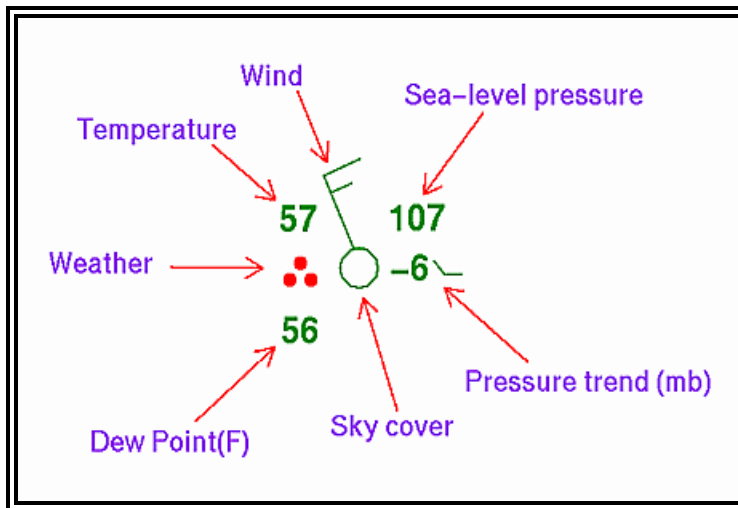 Wind
Sea-level pressure
Temperature
57
107
Weather
-6
56
Pressure trend (mb)
Sky cover
Dew Point(F)